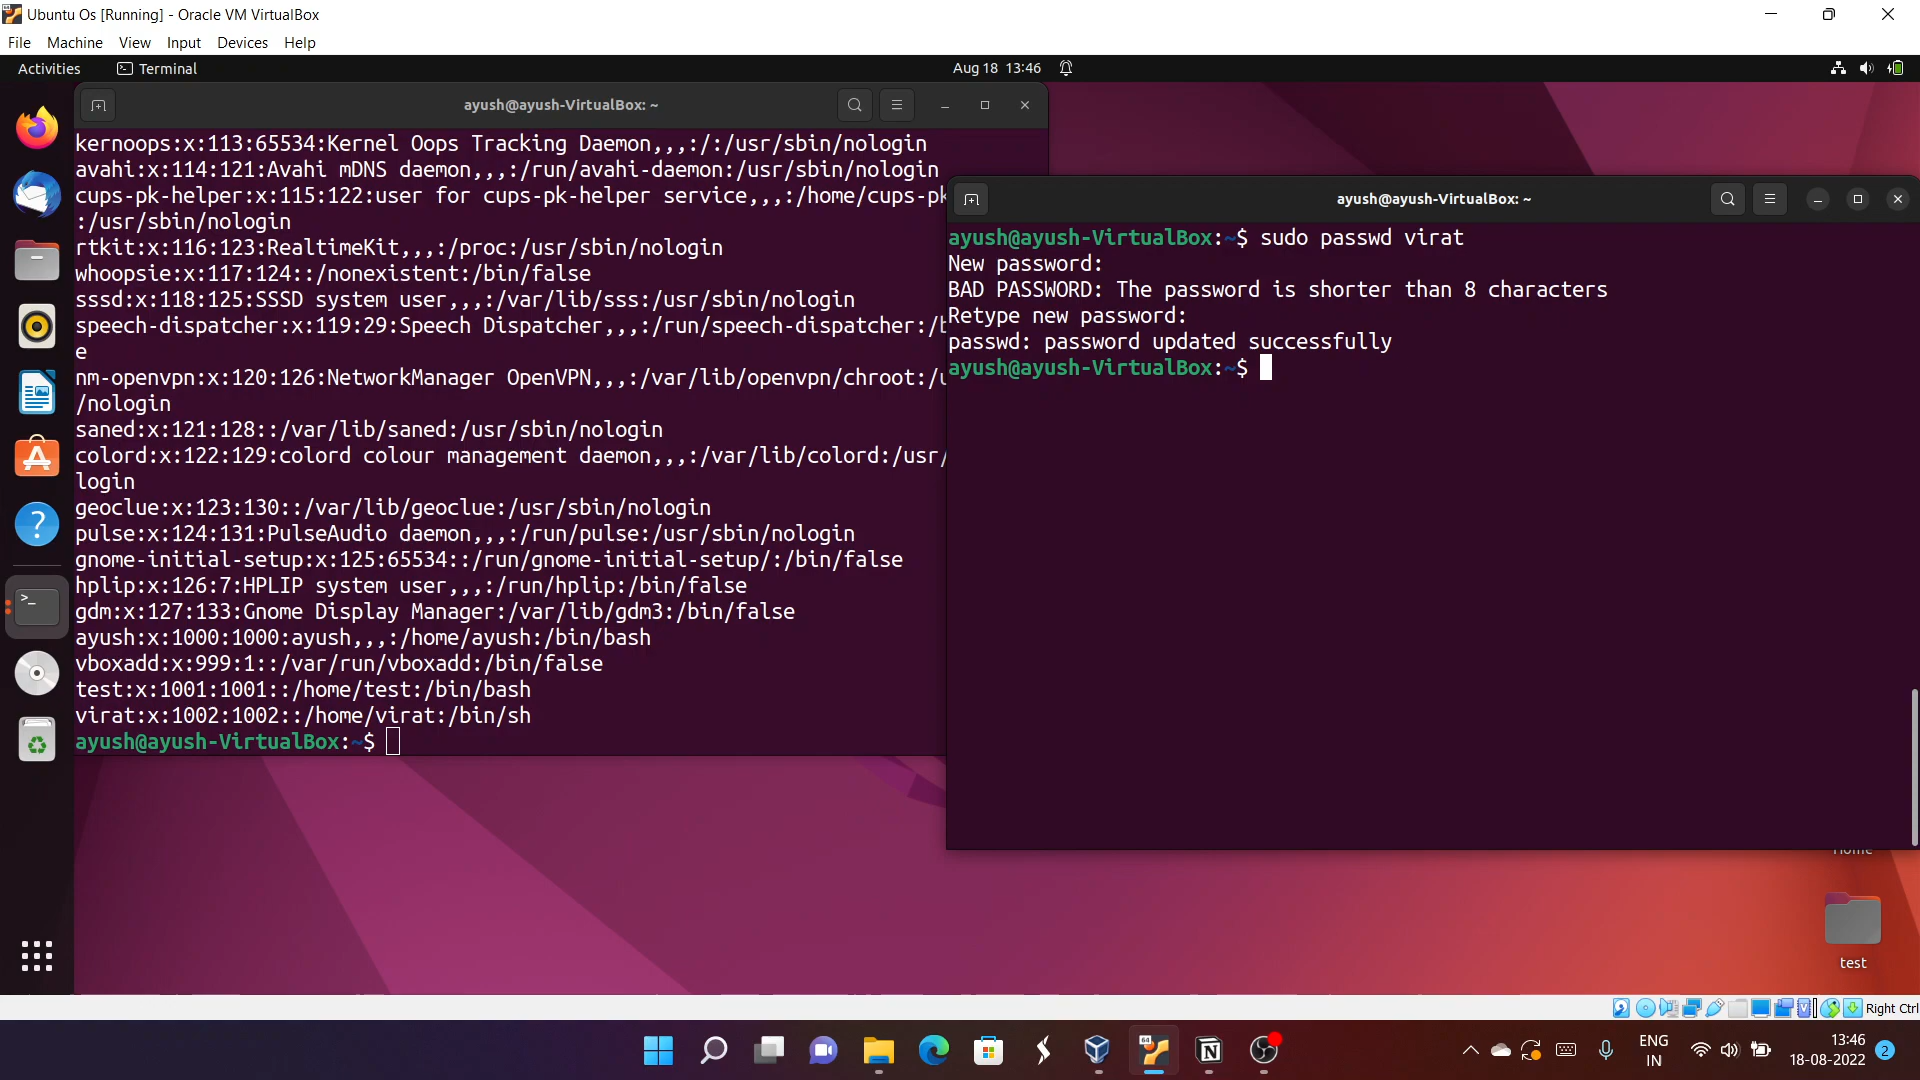 Ubuntu Os [Running] - Oracle VM VirtualBox
File Machine View Input Devices Help
Activities Terminal Aug 18 13:46
ayush@ayush-VirtualBox: ~
kernoops:x:113:65534:Kernel Oops Tracking Daemon,,,:/:/usr/sbin/nologin
avahi:x:114:121:Avahi mDNS daemon,,,:/run/avahi-daemon:/usr/sbin/nologin
cups-pk-helper:x:115:122:user for cups-pk-helper service,,,:/home/cups-pk
:/usr/sbin/nologin
rtkit:x:116:123:RealtimeKit,,,:/proc:/usr/sbin/nologin
whoopsie:x:117:124::/nonexistent:/bin/false
sssd:x:118:125:SSSD system user,,,:/var/lib/sss:/usr/sbin/nologin
speech-dispatcher:x:119:29:Speech Dispatcher,,,:/run/speech-dispatcher:/b
e
nm-openvpn:x:120:126:NetworkManager OpenVPN,,,:/var/lib/openvpn/chroot:/u
/nologin
saned:x:121:128::/var/lib/saned:/usr/sbin/nologin
colord:x:122:129:colord colour management daemon,,,:/var/lib/colord:/usr/
login
geoclue:x:123:130::/var/lib/geoclue:/usr/sbin/nologin
pulse:x:124:131:PulseAudio daemon,,,:/run/pulse:/usr/sbin/nologin
gnome-initial-setup:x:125:65534::/run/gnome-initial-setup/:/bin/false
hplip:x:126:7:HPLIP system user,,,:/run/hplip:/bin/false
gdm:x:127:133:Gnome Display Manager:/var/lib/gdm3:/bin/false
ayush:x:1000:1000:ayush,,,:/home/ayush:/bin/bash
vboxadd:x:999:1::/var/run/vboxadd:/bin/false
test:x:1001:1001::/home/test:/bin/bash
virat:x:1002:1002::/home/virat:/bin/sh
ayush@ayush-VirtualBox:~$
ayush@ayush-VirtualBox: ~
ayush@ayush-VirtualBox:~$ sudo passwd virat
New password:
BAD PASSWORD: The password is shorter than 8 characters
Retype new password:
passwd: password updated successfully
ayush@ayush-VirtualBox:~$
Home
test
Right Ctrl
ENG
IN
13:46
18-08-2022
2